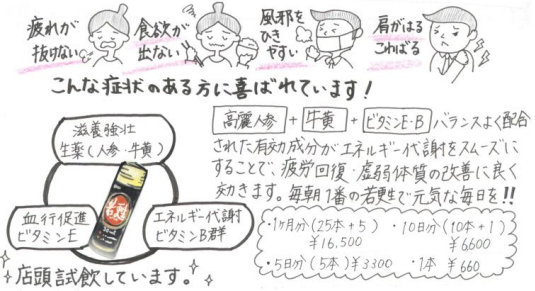 疲れが
抜けない
食欲が
出ない
風邪を
ひき
やすい
肩がはる
こわばる
こんな症状のある方に喜ばれています！
滋養強壮
生薬(人参・牛黄)
血行促進
ビタミンE
エネルギー代謝
ビタミンB群
店頭試飲しています。
高麗人参 + 牛黄 + ビタミンE・B バランスよく配合
された有効成分がエネルギー代謝をスムーズに
することで、疲労回復・虚弱体質の改善に良く
効きます。毎朝1番の若甦で元気な毎日を!!
・1ヶ月分(25本+5) ・10日分(10本+1)
¥16,500 ¥6600
・5日分(5本)¥3300 ・1本 ¥660